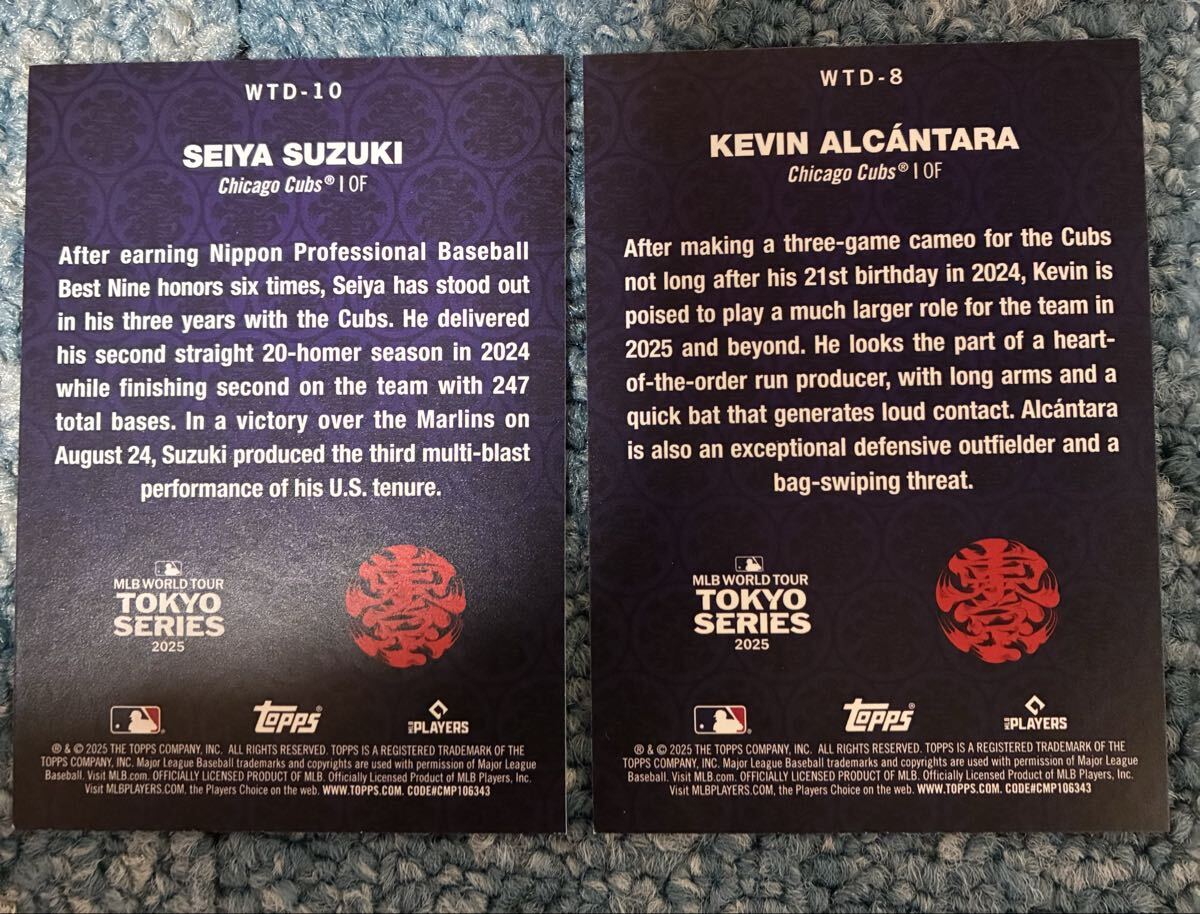 WTD-10
SEIYA SUZUKI
Chicago Cubs® | OF
After earning Nippon Professional Baseball
Best Nine honors six times, Seiya has stood out
in his three years with the Cubs. He delivered
his second straight 20-homer season in 2024
while finishing second on the team with 247
total bases. In a victory over the Marlins on
August 24, Suzuki produced the third multi-blast
performance of his U.S. tenure.
MLB WORLD TOUR
TOKYO
SERIES
2025
東京
Topps®
MLB PLAYERS
® & © 2025 THE TOPPS COMPANY, INC. ALL RIGHTS RESERVED. TOPPS IS A REGISTERED TRADEMARK OF THE
TOPPS COMPANY, INC. Major League Baseball trademarks and copyrights are used with permission of Major League
Baseball. Visit MLB.com. OFFICIALLY LICENSED PRODUCT OF MLB. Officially Licensed Product of MLB Players, Inc.
Visit MLBPLAYERS.COM, the Players Choice on the web. WWW.TOPPS.COM. CODE#CMP106343
WTD-8
KEVIN ALCÁNTARA
Chicago Cubs® | OF
After making a three-game cameo for the Cubs
not long after his 21st birthday in 2024, Kevin is
poised to play a much larger role for the team in
2025 and beyond. He looks the part of a heart-
of-the-order run producer, with long arms and a
quick bat that generates loud contact. Alcántara
is also an exceptional defensive outfielder and a
bag-swiping threat.
MLB WORLD TOUR
TOKYO
SERIES
2025
東京
Topps®
MLB PLAYERS
® & © 2025 THE TOPPS COMPANY, INC. ALL RIGHTS RESERVED. TOPPS IS A REGISTERED TRADEMARK OF THE
TOPPS COMPANY, INC. Major League Baseball trademarks and copyrights are used with permission of Major League
Baseball. Visit MLB.com. OFFICIALLY LICENSED PRODUCT OF MLB. Officially Licensed Product of MLB Players, Inc.
Visit MLBPLAYERS.COM, the Players Choice on the web. WWW.TOPPS.COM. CODE#CMP106343